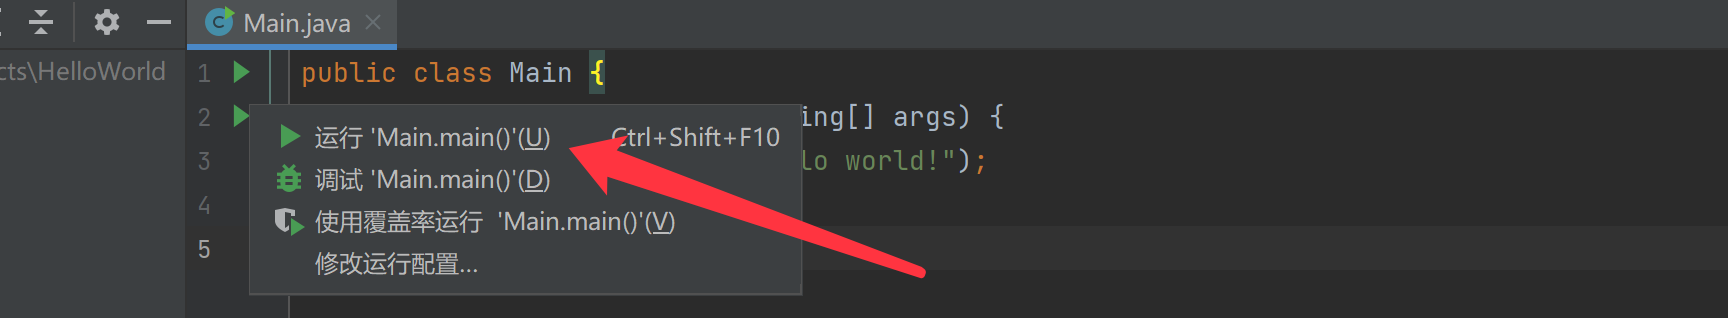 Main.java
cts\HelloWorld
1 public class Main {
2 ing[] args) {
3 lo world!");
4
5
运行 'Main.main()'(U) Ctrl+Shift+F10
调试 'Main.main()'(D)
使用覆盖率运行 'Main.main()'(V)
修改运行配置...